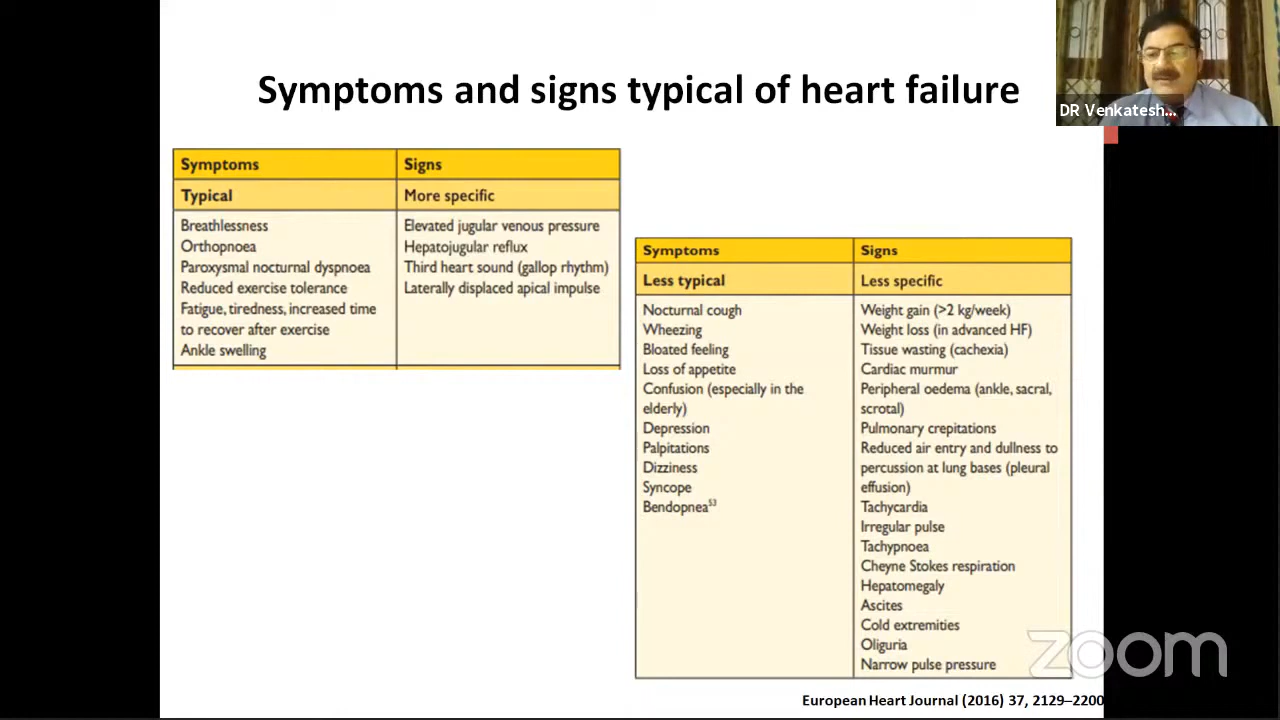 Symptoms and signs typical of heart failure
DR Venkatesh...
Symptoms
Signs
Typical
More specific
Breathlessness
Orthopnoea
Paroxysmal nocturnal dyspnoea
Reduced exercise tolerance
Fatigue, tiredness, increased time
to recover after exercise
Ankle swelling
Elevated jugular venous pressure
Hepatojugular reflux
Third heart sound (gallop rhythm)
Laterally displaced apical impulse
Symptoms
Signs
Less typical
Less specific
Nocturnal cough
Wheezing
Bloated feeling
Loss of appetite
Confusion (especially in the
elderly)
Depression
Palpitations
Dizziness
Syncope
Bendopnea53
Weight gain (>2 kg/week)
Weight loss (in advanced HF)
Tissue wasting (cachexia)
Cardiac murmur
Peripheral oedema (ankle, sacral,
scrotal)
Pulmonary crepitations
Reduced air entry and dullness to
percussion at lung bases (pleural
effusion)
Tachycardia
Irregular pulse
Tachypnoea
Cheyne Stokes respiration
Hepatomegaly
Ascites
Cold extremities
Oliguria
Narrow pulse pressure
zoom
European Heart Journal (2016) 37, 2129–2200